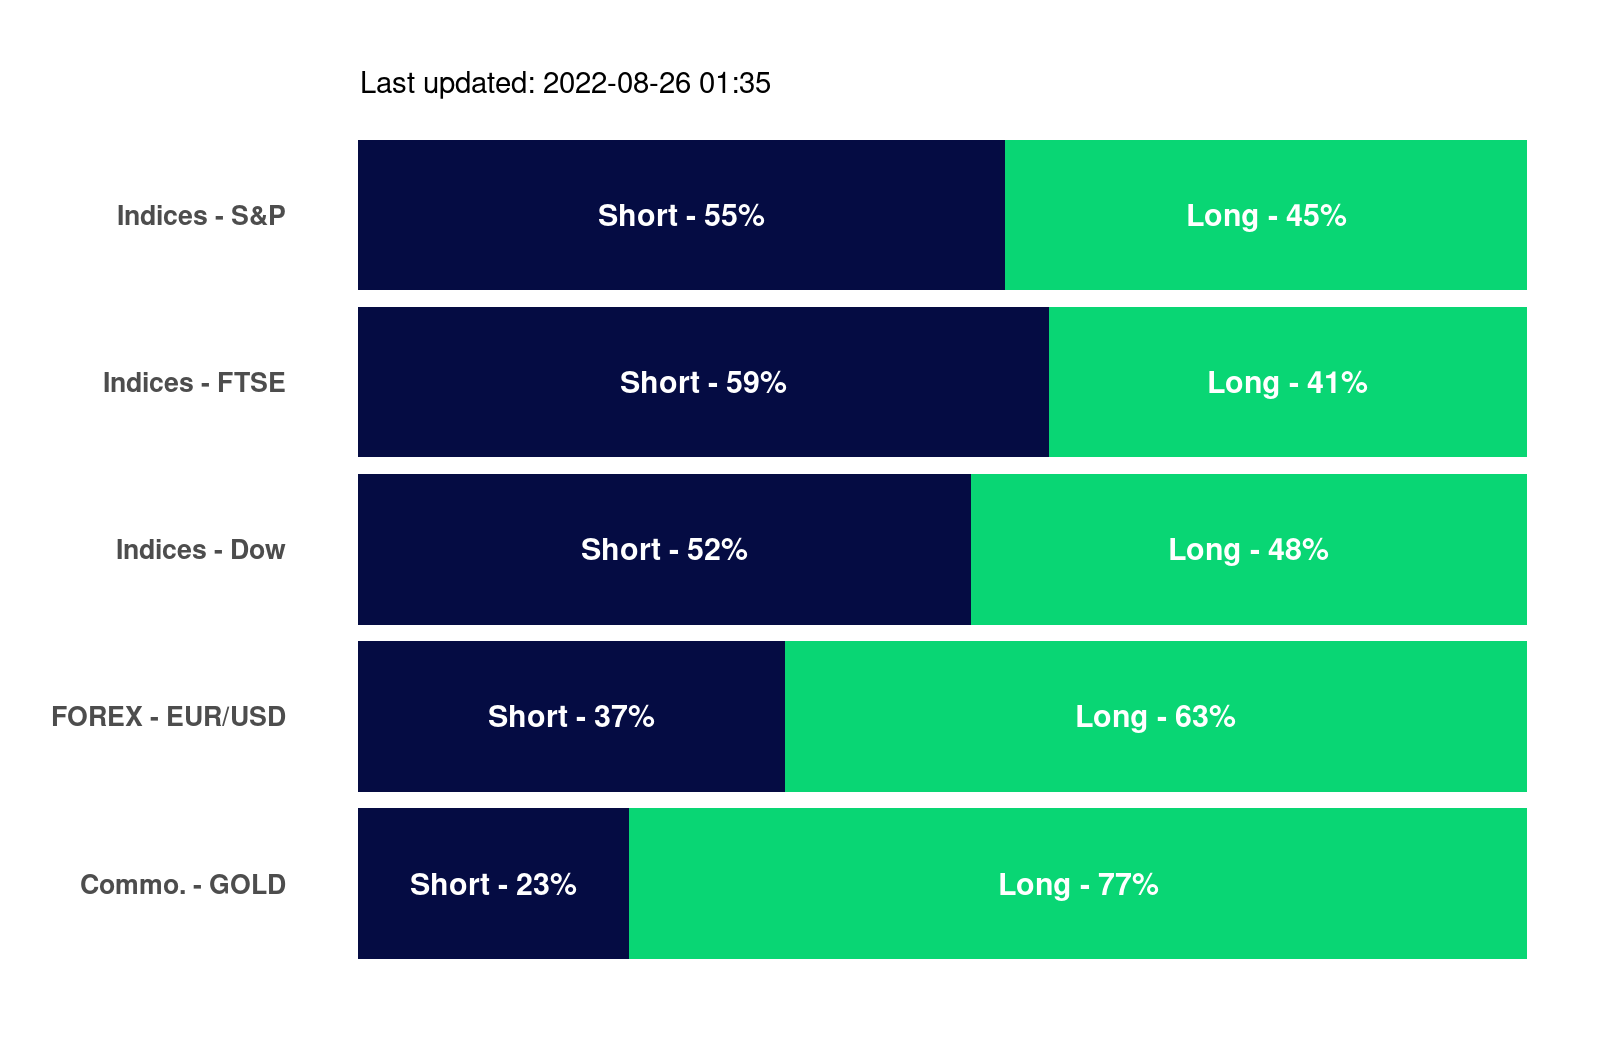 Last updated: 2022-08-26 01:35
Indices - S&P Short - 55% Long - 45%
Indices - FTSE Short - 59% Long - 41%
Indices - Dow Short - 52% Long - 48%
FOREX - EUR/USD Short - 37% Long - 63%
Commo. - GOLD Short - 23% Long - 77%